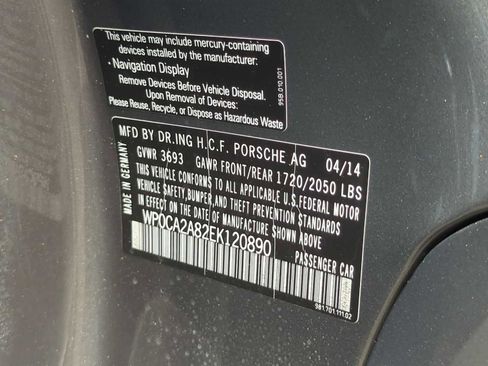 This vehicle may include mercury-containing
devices installed by the manufacturer:
· Navigation Display
Remove Devices Before Vehicle Disposal.
Upon Removal of Devices:
Please Reuse, Recycle, or Dispose as Hazardous Waste
95B.010.001
MFD BY DR.ING H.C.F. PORSCHE AG 04/14
GVWR 3693 GAWR FRONT/REAR 1720/2050 LBS
THIS VEHICLE CONFORMS TO ALL APPLICABLE U.S.FEDERAL MOTOR
VEHICLE SAFETY,BUMPER,AND THEFT PREVENTION STANDARDS
IN EFFECT ON THE DATE OF MANUFACTURE SHOWN ABOVE
WP0CA2A82EK120890
PASSENGER CAR
MADE IN GERMANY
981.701.111.02